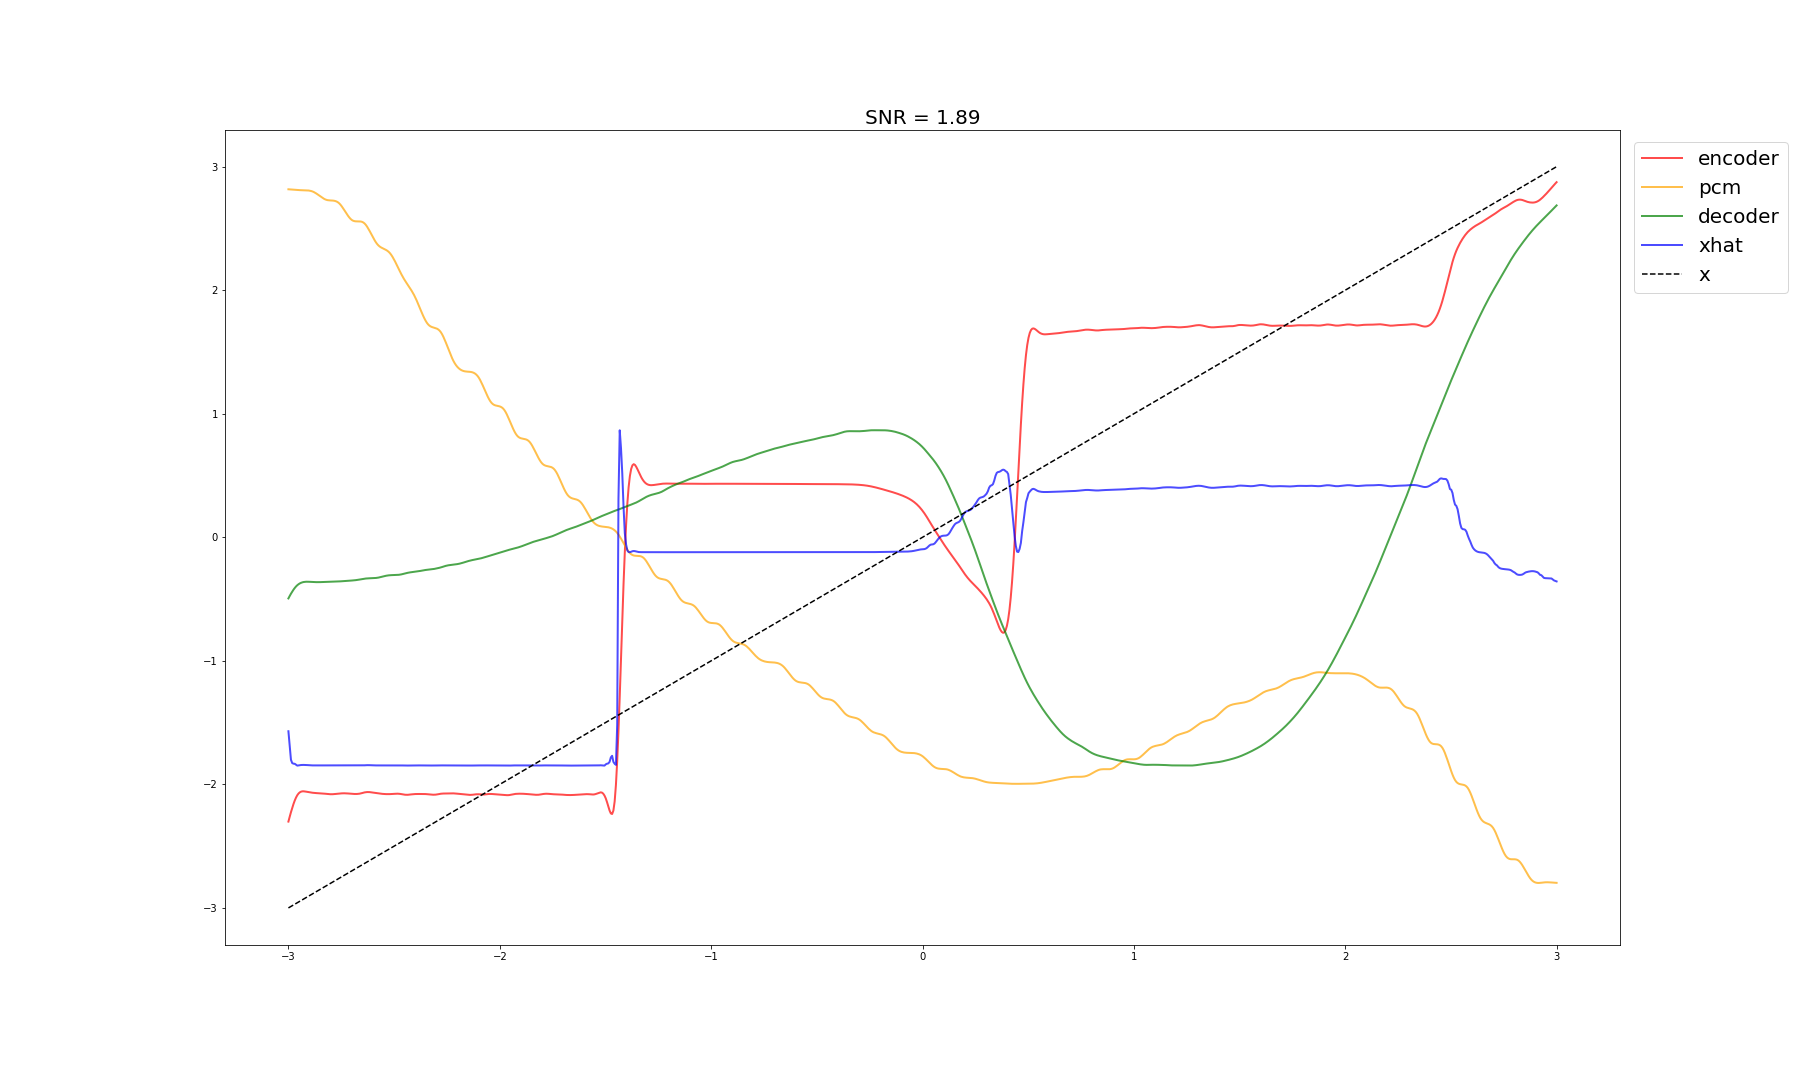 SNR = 1.89
encoder
pcm
decoder
xhat
x
3
2
1
0
−1
−2
−3
−3 −2 −1 0 1 2 3